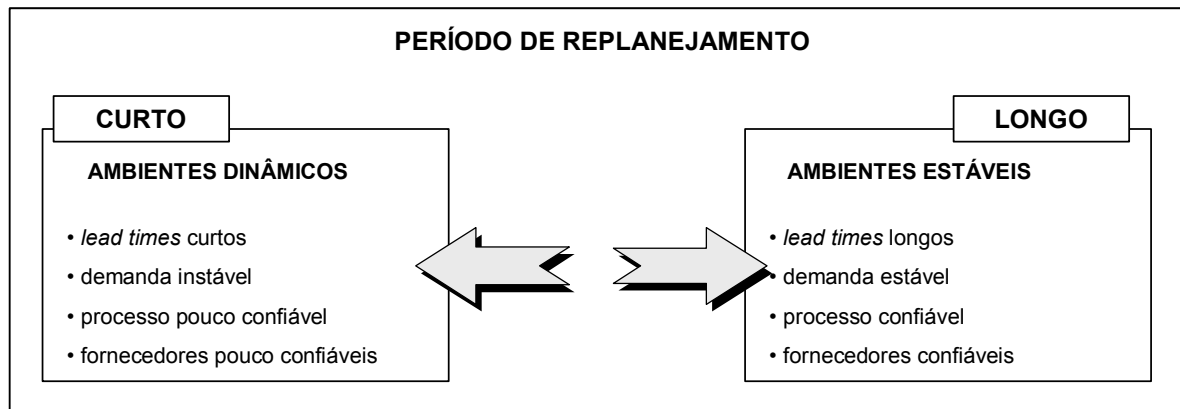 PERÍODO DE REPLANEJAMENTO
CURTO
AMBIENTES DINÂMICOS
• lead times curtos
• demanda instável
• processo pouco confiável
• fornecedores pouco confiáveis
LONGO
AMBIENTES ESTÁVEIS
• lead times longos
• demanda estável
• processo confiável
• fornecedores confiáveis